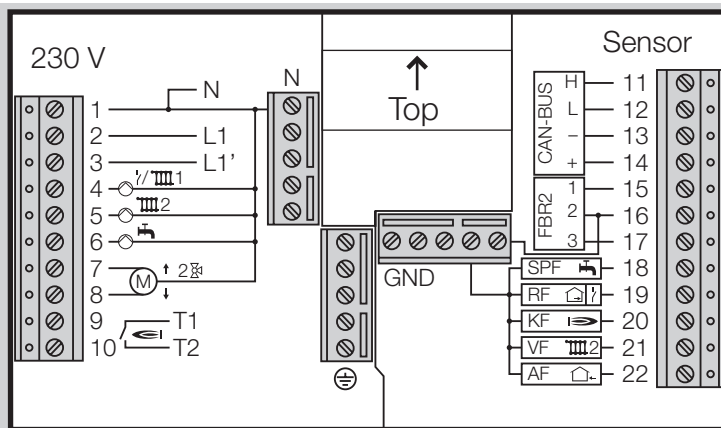 230 V
Sensor
N
↑
Top
1
N
2
L1
3
L1'
4
1
5
2
6
7
M
↑
2
8
↓
9
T1
10
T2
GND
CAN-BUS
H
11
L
12
−
13
+
14
FBR2
1
15
2
16
3
17
SPF
18
RF
19
KF
20
VF
2
21
AF
22